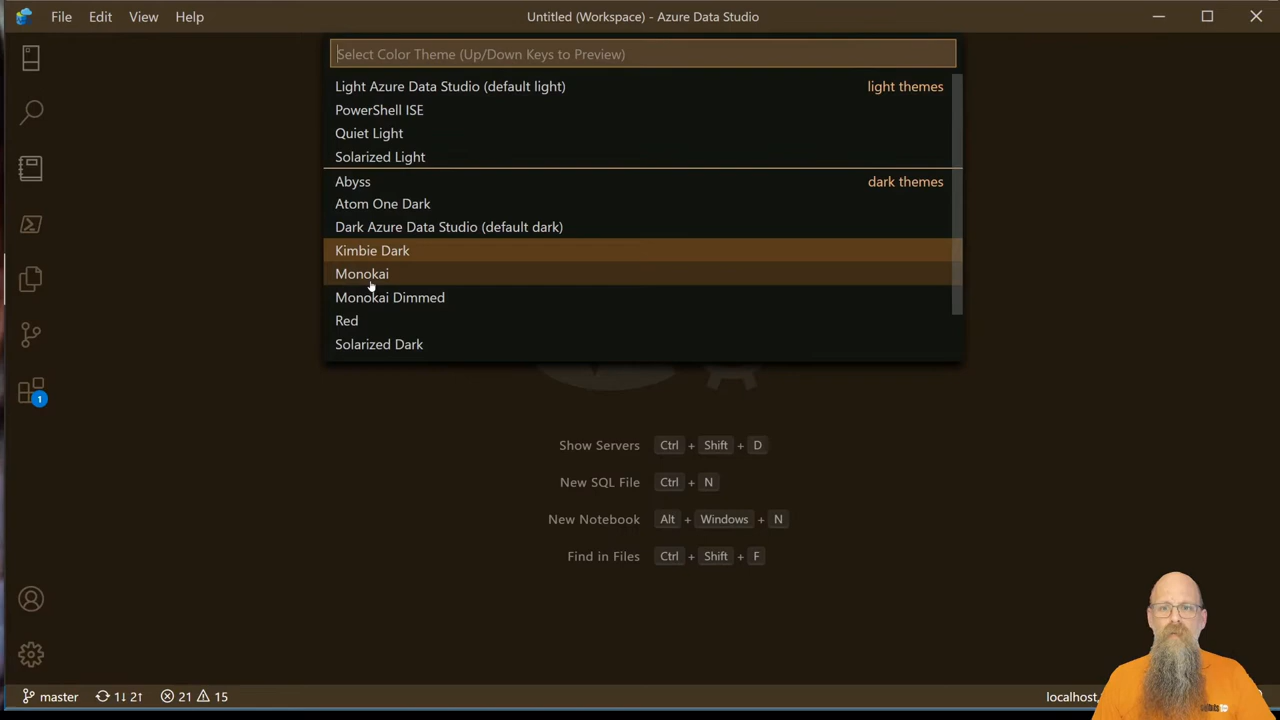 File Edit View Help
Untitled (Workspace) - Azure Data Studio
Select Color Theme (Up/Down Keys to Preview)
Light Azure Data Studio (default light) light themes
PowerShell ISE
Quiet Light
Solarized Light
Abyss dark themes
Atom One Dark
Dark Azure Data Studio (default dark)
Kimbie Dark
Monokai
Monokai Dimmed
Red
Solarized Dark
1
Show Servers Ctrl + Shift + D
New SQL File Ctrl + N
New Notebook Alt + Windows + N
Find in Files Ctrl + Shift + F
master 1↓ 2↑ 21 15
localhost,